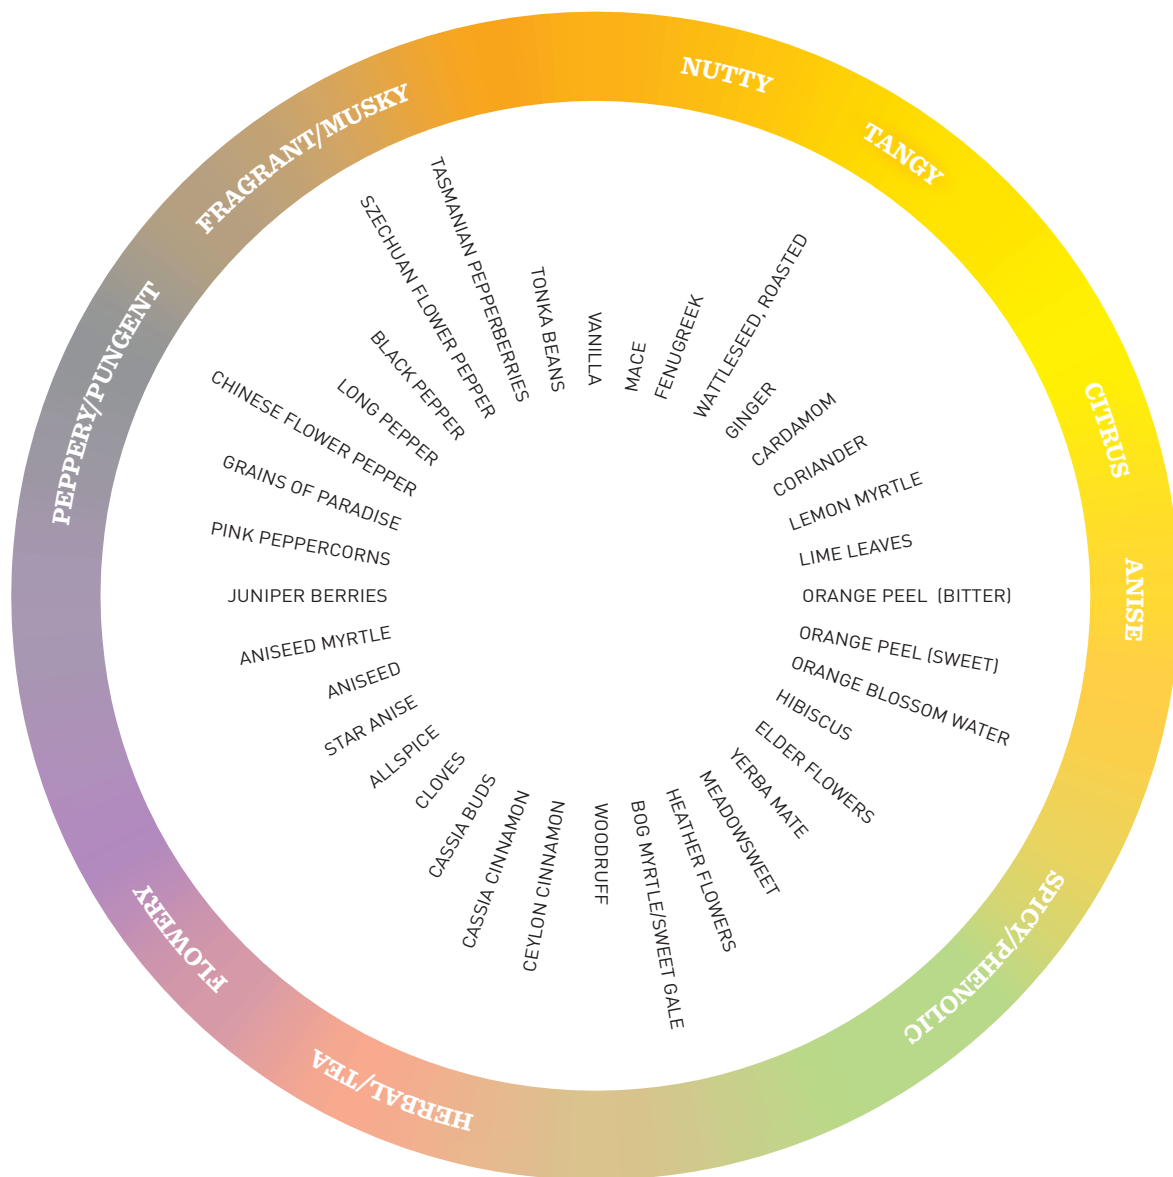 NUTTY
TANGY
CITRUS
ANISE
SPICY/PHENOLIC
HERBAL/TEA
FLOWERY
PEPPERY/PUNGENT
FRAGRANT/MUSKY
VANILLA
MACE
FENUGREEK
WATTLESEED, ROASTED
GINGER
CARDAMOM
CORIANDER
LEMON MYRTLE
LIME LEAVES
ORANGE PEEL (BITTER)
ORANGE PEEL (SWEET)
ORANGE BLOSSOM WATER
HIBISCUS
ELDER FLOWERS
YERBA MATE
MEADOWSWEET
HEATHER FLOWERS
BOG MYRTLE/SWEET GALE
WOODRUFF
CEYLON CINNAMON
CASSIA CINNAMON
CASSIA BUDS
CLOVES
ALLSPICE
STAR ANISE
ANISEED
ANISEED MYRTLE
JUNIPER BERRIES
PINK PEPPERCORNS
GRAINS OF PARADISE
CHINESE FLOWER PEPPER
LONG PEPPER
BLACK PEPPER
SZECHUAN FLOWER PEPPER
TASMANIAN PEPPERBERRIES
TONKA BEANS